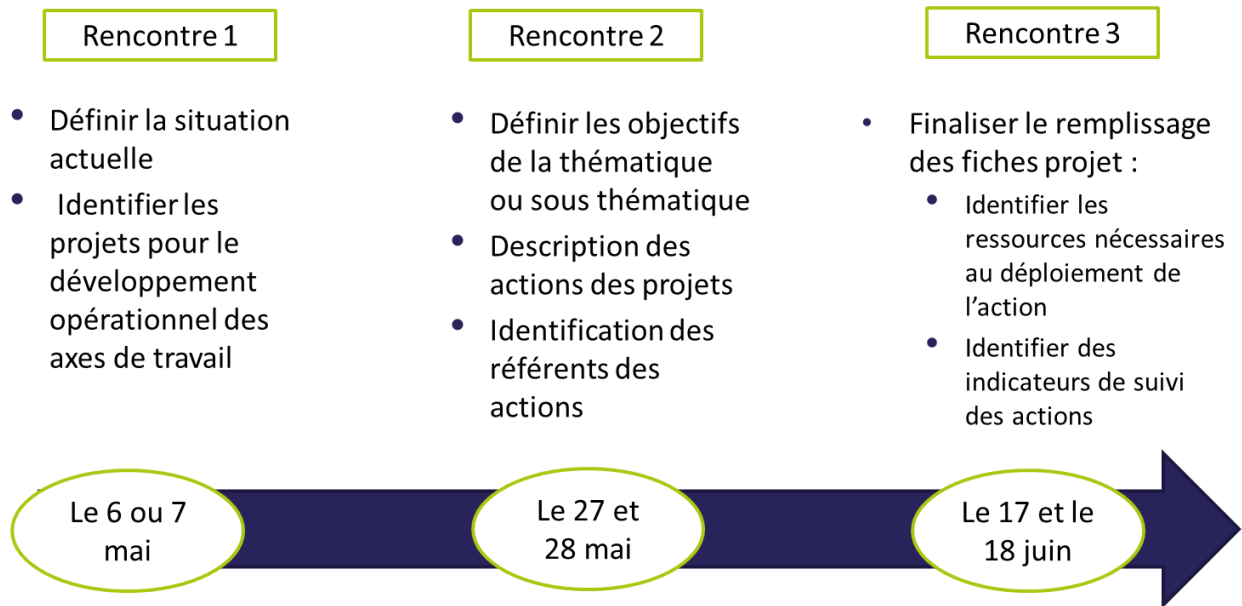 Rencontre 1
• Définir la situation
actuelle
• Identifier les
projets pour le
développement
opérationnel des
axes de travail
Le 6 ou 7
mai
Rencontre 2
• Définir les objectifs
de la thématique
ou sous thématique
• Description des
actions des projets
• Identification des
référents des
actions
Le 27 et
28 mai
Rencontre 3
• Finaliser le remplissage
des fiches projet :
• Identifier les
ressources nécessaires
au déploiement de
l’action
• Identifier des
indicateurs de suivi
des actions
Le 17 et le
18 juin